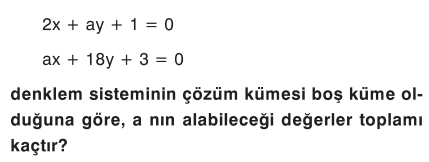 2x + ay + 1 = 0
ax + 18y + 3 = 0
denklem sisteminin çözüm kümesi boş küme ol-
duğuna göre, a nın alabileceği değerler toplamı
kaçtır?